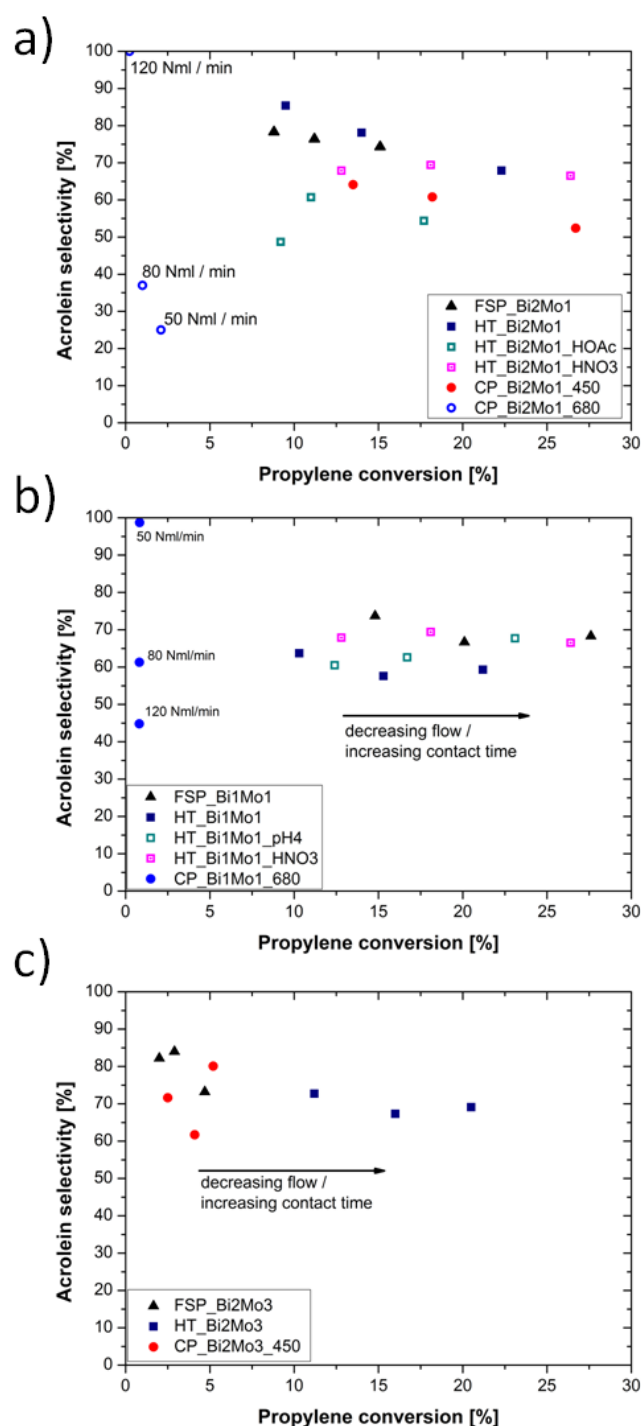 a)
100
90
80
70
60
50
40
30
20
10
0
Acrolein selectivity [%]
120 Nml / min
80 Nml / min
50 Nml / min
FSP_Bi2Mo1
HT_Bi2Mo1
HT_Bi2Mo1_HOAc
HT_Bi2Mo1_HNO3
CP_Bi2Mo1_450
CP_Bi2Mo1_680
0 5 10 15 20 25 30
Propylene conversion [%]
b)
100
90
80
70
60
50
40
30
20
10
0
Acrolein selectivity [%]
50 Nml/min
80 Nml/min
120 Nml/min
decreasing flow /
increasing contact time
FSP_Bi1Mo1
HT_Bi1Mo1
HT_Bi1Mo1_pH4
HT_Bi1Mo1_HNO3
CP_Bi1Mo1_680
0 5 10 15 20 25 30
Propylene conversion [%]
c)
100
90
80
70
60
50
40
30
20
10
0
Acrolein selectivity [%]
decreasing flow /
increasing contact time
FSP_Bi2Mo3
HT_Bi2Mo3
CP_Bi2Mo3_450
0 5 10 15 20 25 30
Propylene conversion [%]